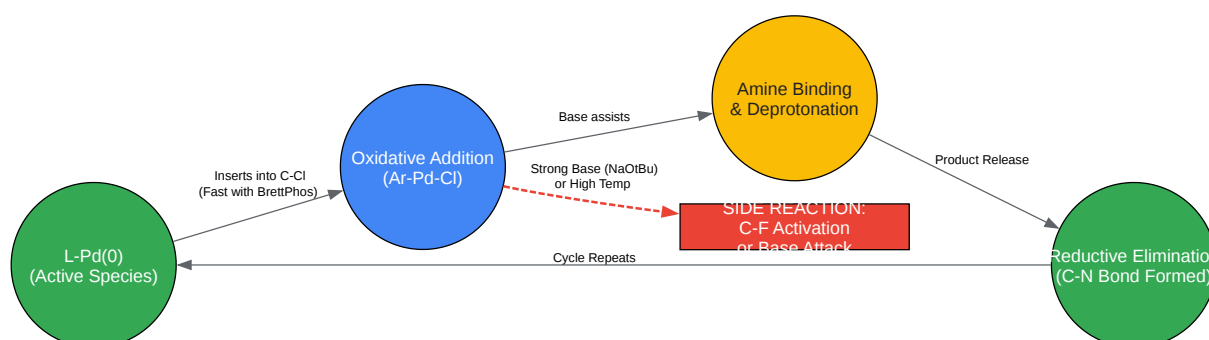 Amine Binding
& Deprotonation
Base assists
Oxidative Addition
(Ar-Pd-Cl)
Strong Base (NaOtBu)
or High Temp
Product Release
Inserts into C-Cl
(Fast with BrettPhos)
SIDE REACTION:
C-F Activation
or Base Attack
L-Pd(0)
(Active Species)
Cycle Repeats
Reductive Elimination
(C-N Bond Formed)